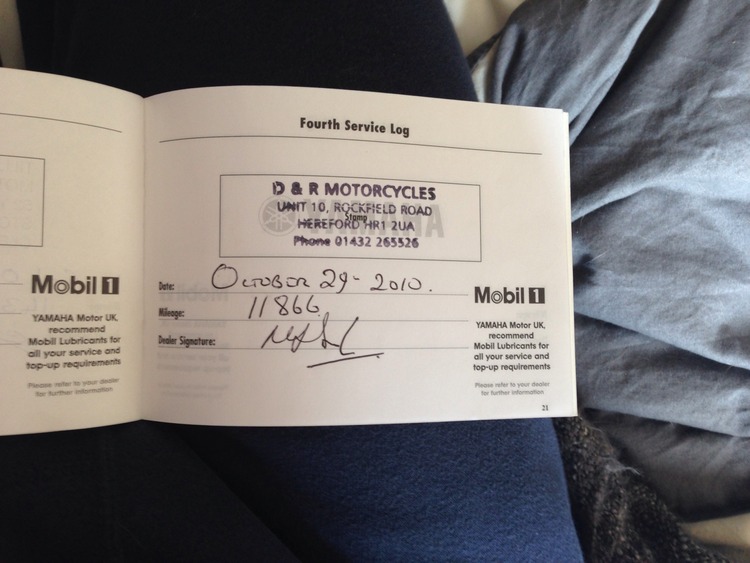 Fourth Service Log
D & R MOTORCYCLES
UNIT 10, ROCKFIELD ROAD
Stamp
HEREFORD HR1 2UA
Phone 01432 265526
Date: OCTOBER 29 - 2010.
Mileage: 11866
Dealer Signature:
Mobil 1
YAMAHA Motor UK,
recommend
Mobil Lubricants for
all your service and
top-up requirements
Please refer to your dealer
for further information
Mobil 1
YAMAHA Motor UK,
recommend
Mobil Lubricants for
all your service and
top-up requirements
Please refer to your dealer
for further information
21